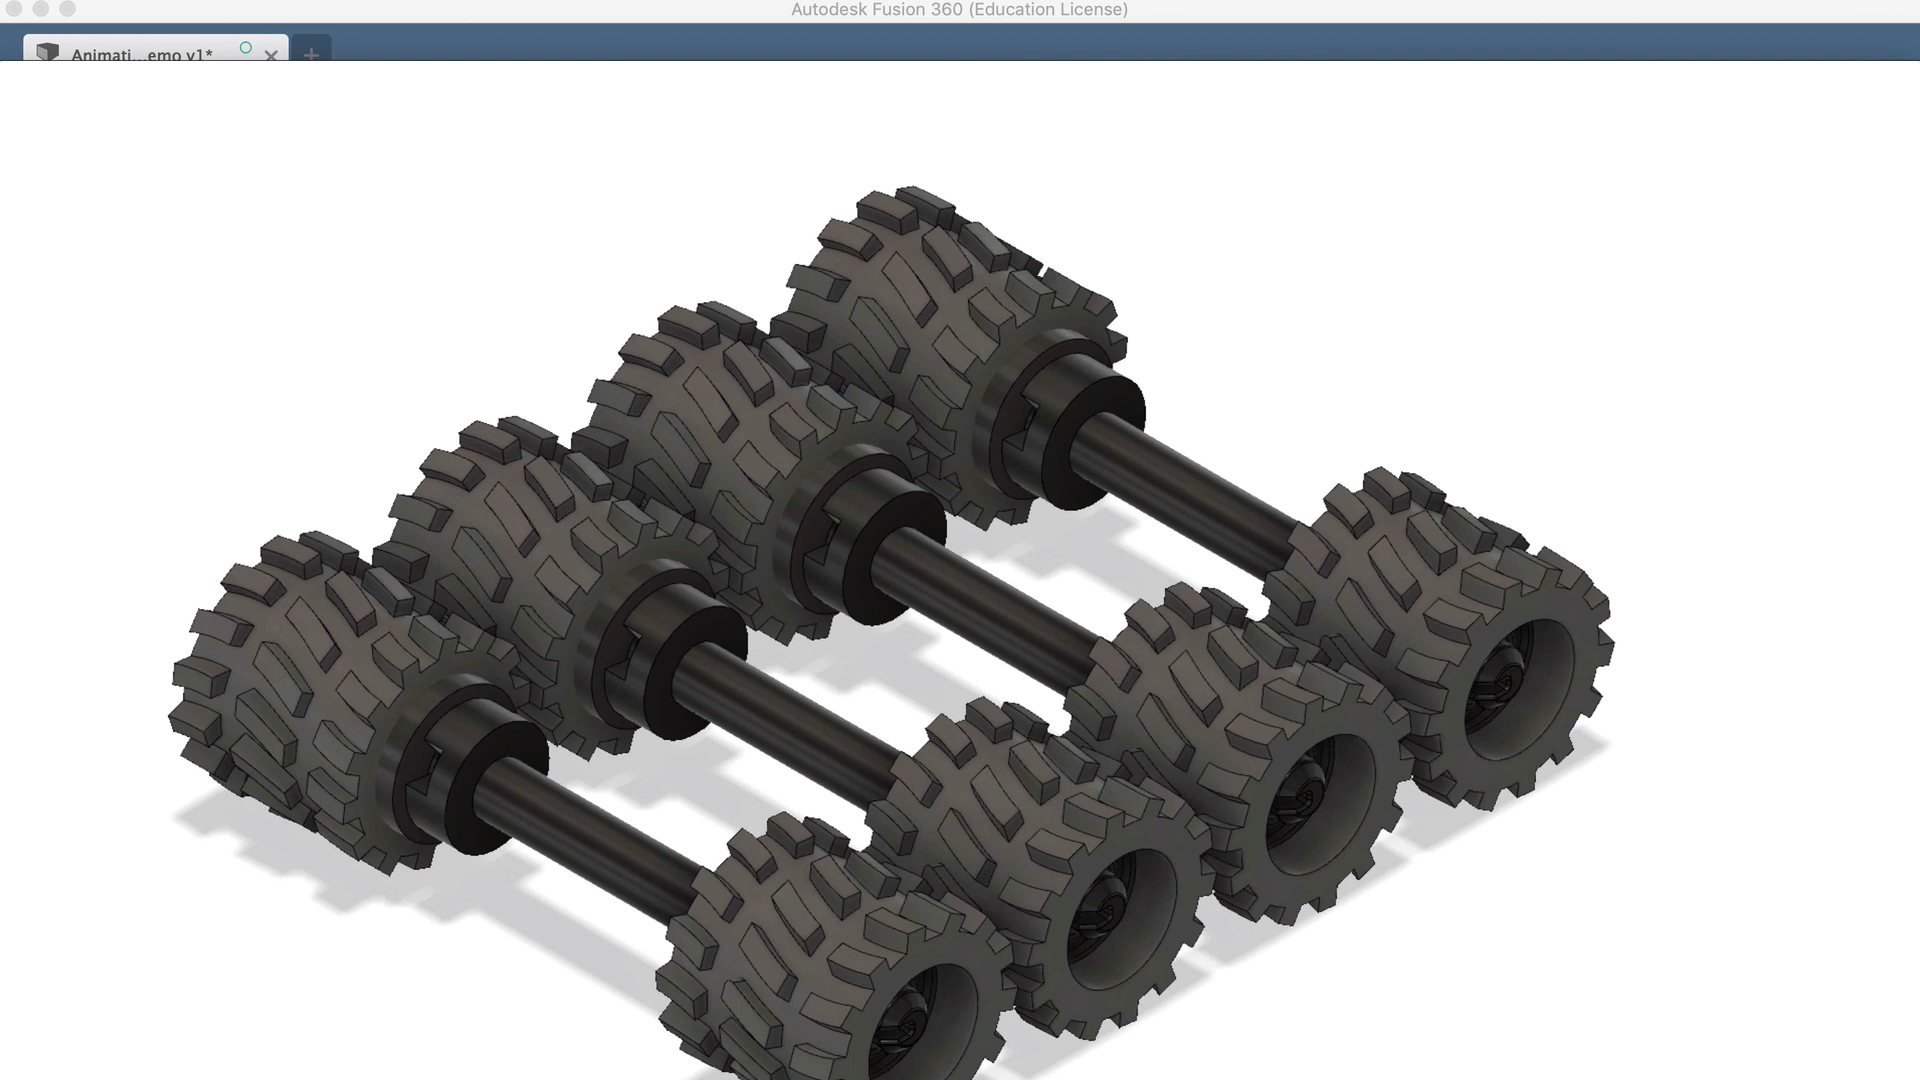 Autodesk Fusion 360 (Education License)
Animati...emo v1*